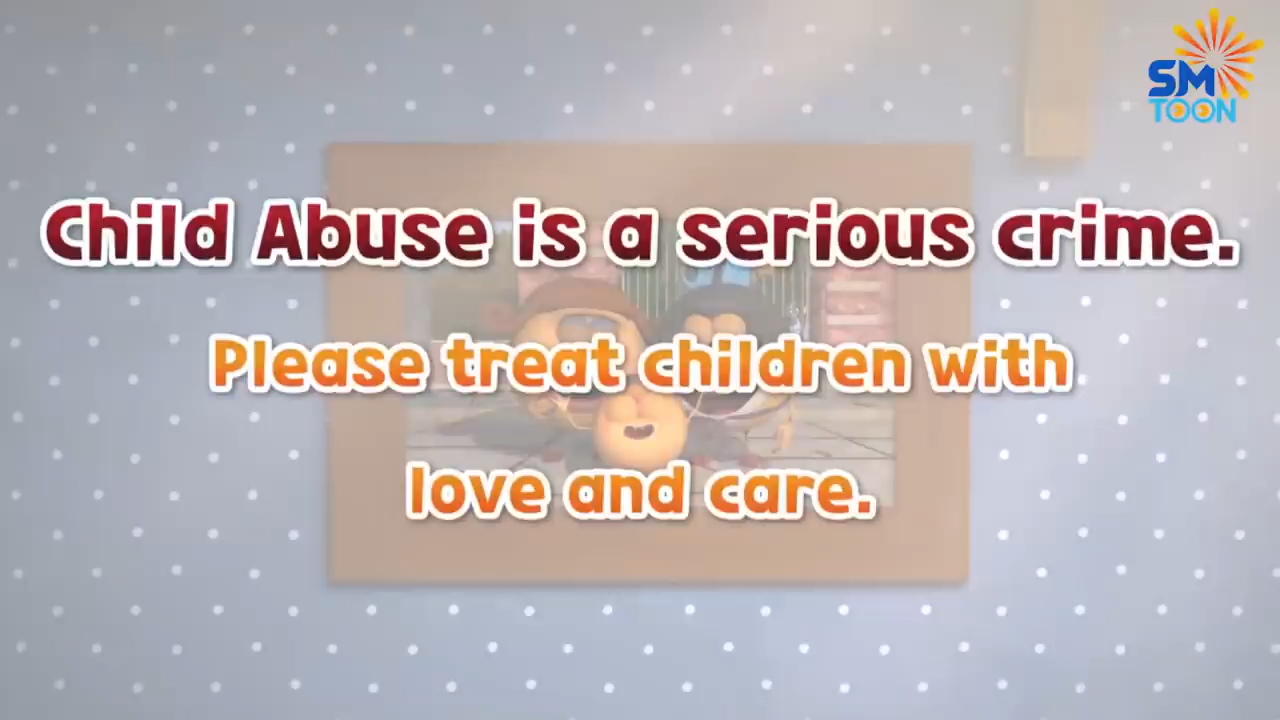 SM
TOON
Child Abuse is a serious crime.
Please treat children with
love and care.